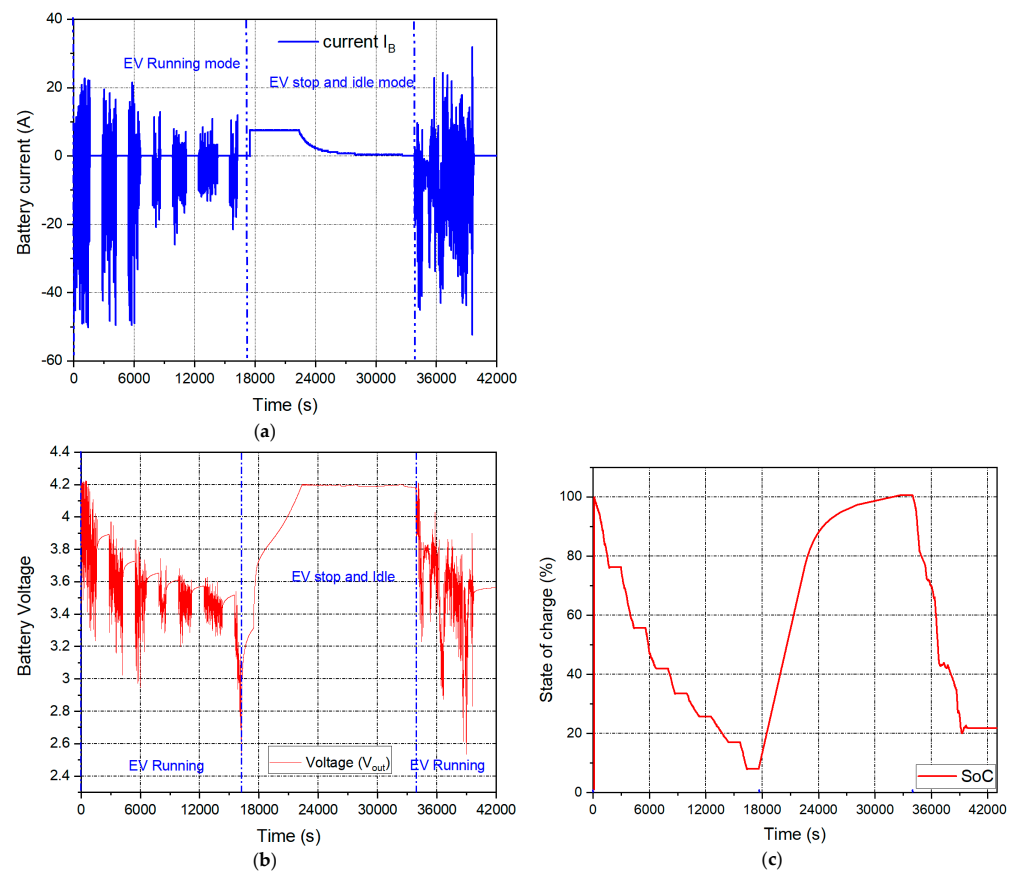 40
20
0
-20
-40
-60
Battery current (A)
current I_B
EV Running mode
EV stop and idle mode
0 6000 12000 18000 24000 30000 36000 42000
Time (s)
(a)
4.4
4.2
4
3.8
3.6
3.4
3.2
3
2.8
2.6
2.4
Battery Voltage
EV stop and Idle
EV Running
Voltage (V_out)
EV Running
0 6000 12000 18000 24000 30000 36000 42000
Time (s)
(b)
100
80
60
40
20
0
State of charge (%)
SoC
0 6000 12000 18000 24000 30000 36000 42000
Time (s)
(c)